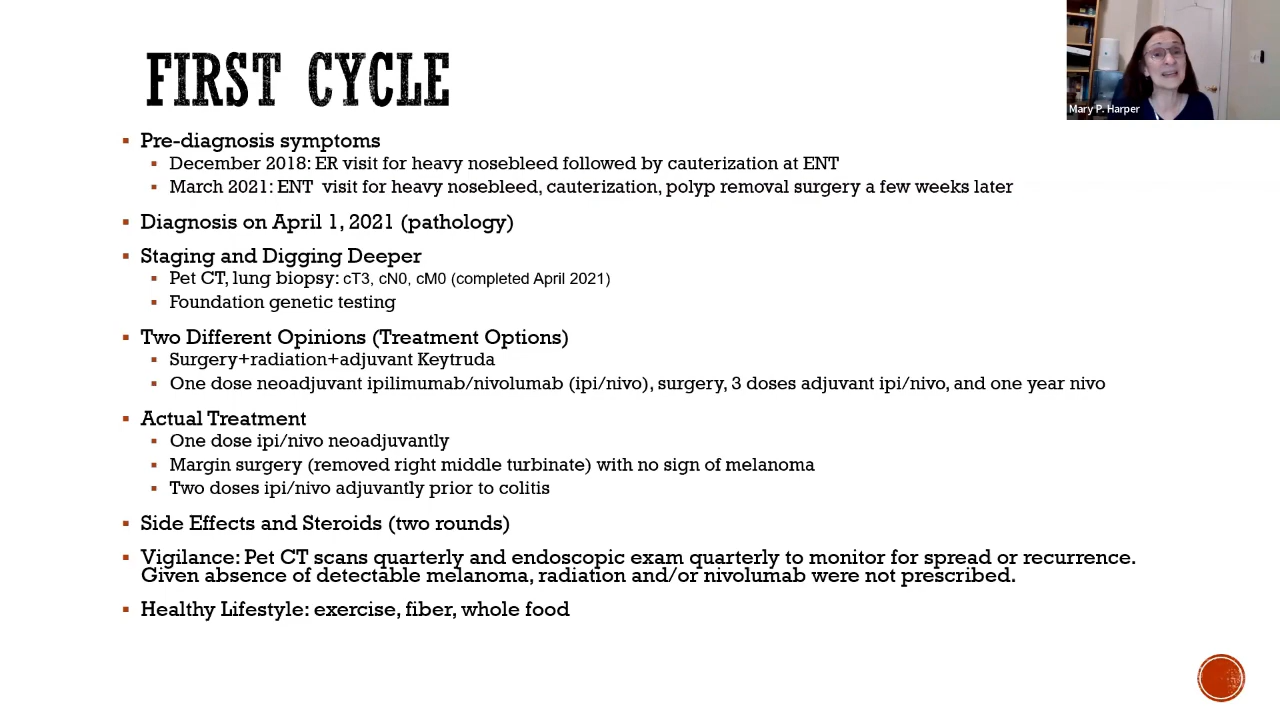 FIRST CYCLE
Mary P. Harper
Pre-diagnosis symptoms
December 2018: ER visit for heavy nosebleed followed by cauterization at ENT
March 2021: ENT visit for heavy nosebleed, cauterization, polyp removal surgery a few weeks later
Diagnosis on April 1, 2021 (pathology)
Staging and Digging Deeper
Pet CT, lung biopsy: cT3, cN0, cM0 (completed April 2021)
Foundation genetic testing
Two Different Opinions (Treatment Options)
Surgery+radiation+adjuvant Keytruda
One dose neoadjuvant ipilimumab/nivolumab (ipi/nivo), surgery, 3 doses adjuvant ipi/nivo, and one year nivo
Actual Treatment
One dose ipi/nivo neoadjuvantly
Margin surgery (removed right middle turbinate) with no sign of melanoma
Two doses ipi/nivo adjuvantly prior to colitis
Side Effects and Steroids (two rounds)
Vigilance: Pet CT scans quarterly and endoscopic exam quarterly to monitor for spread or recurrence.
Given absence of detectable melanoma, radiation and/or nivolumab were not prescribed.
Healthy Lifestyle: exercise, fiber, whole food